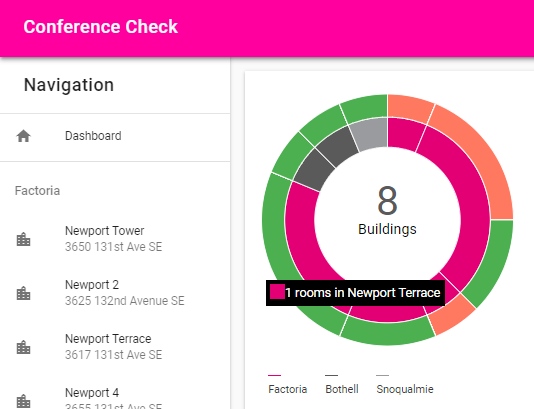 Conference Check
Navigation
Dashboard
Factoria
Newport Tower
3650 131st Ave SE
Newport 2
3625 132nd Avenue SE
Newport Terrace
3617 131st Ave SE
Newport 4
3655 131st Ave SE
8
Buildings
1 rooms in Newport Terrace
Factoria
Bothell
Snoqualmie